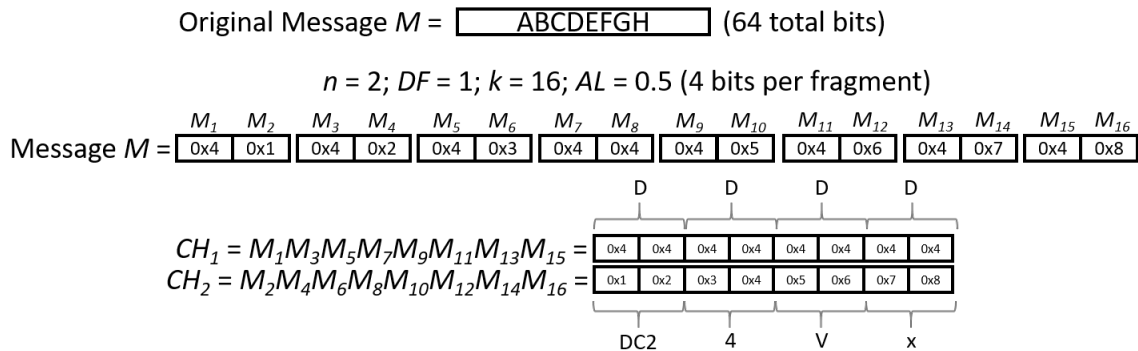 Original Message M = ABCDEFGH (64 total bits)
n = 2; DF = 1; k = 16; AL = 0.5 (4 bits per fragment)
M1 M2 M3 M4 M5 M6 M7 M8 M9 M10 M11 M12 M13 M14 M15 M16
Message M = 0x4 0x1 0x4 0x2 0x4 0x3 0x4 0x4 0x4 0x5 0x4 0x6 0x4 0x7 0x4 0x8
D D D D
CH1 = M1M3M5M7M9M11M13M15 = 0x4 0x4 0x4 0x4 0x4 0x4 0x4 0x4
CH2 = M2M4M6M8M10M12M14M16 = 0x1 0x2 0x3 0x4 0x5 0x6 0x7 0x8
DC2 4 V x